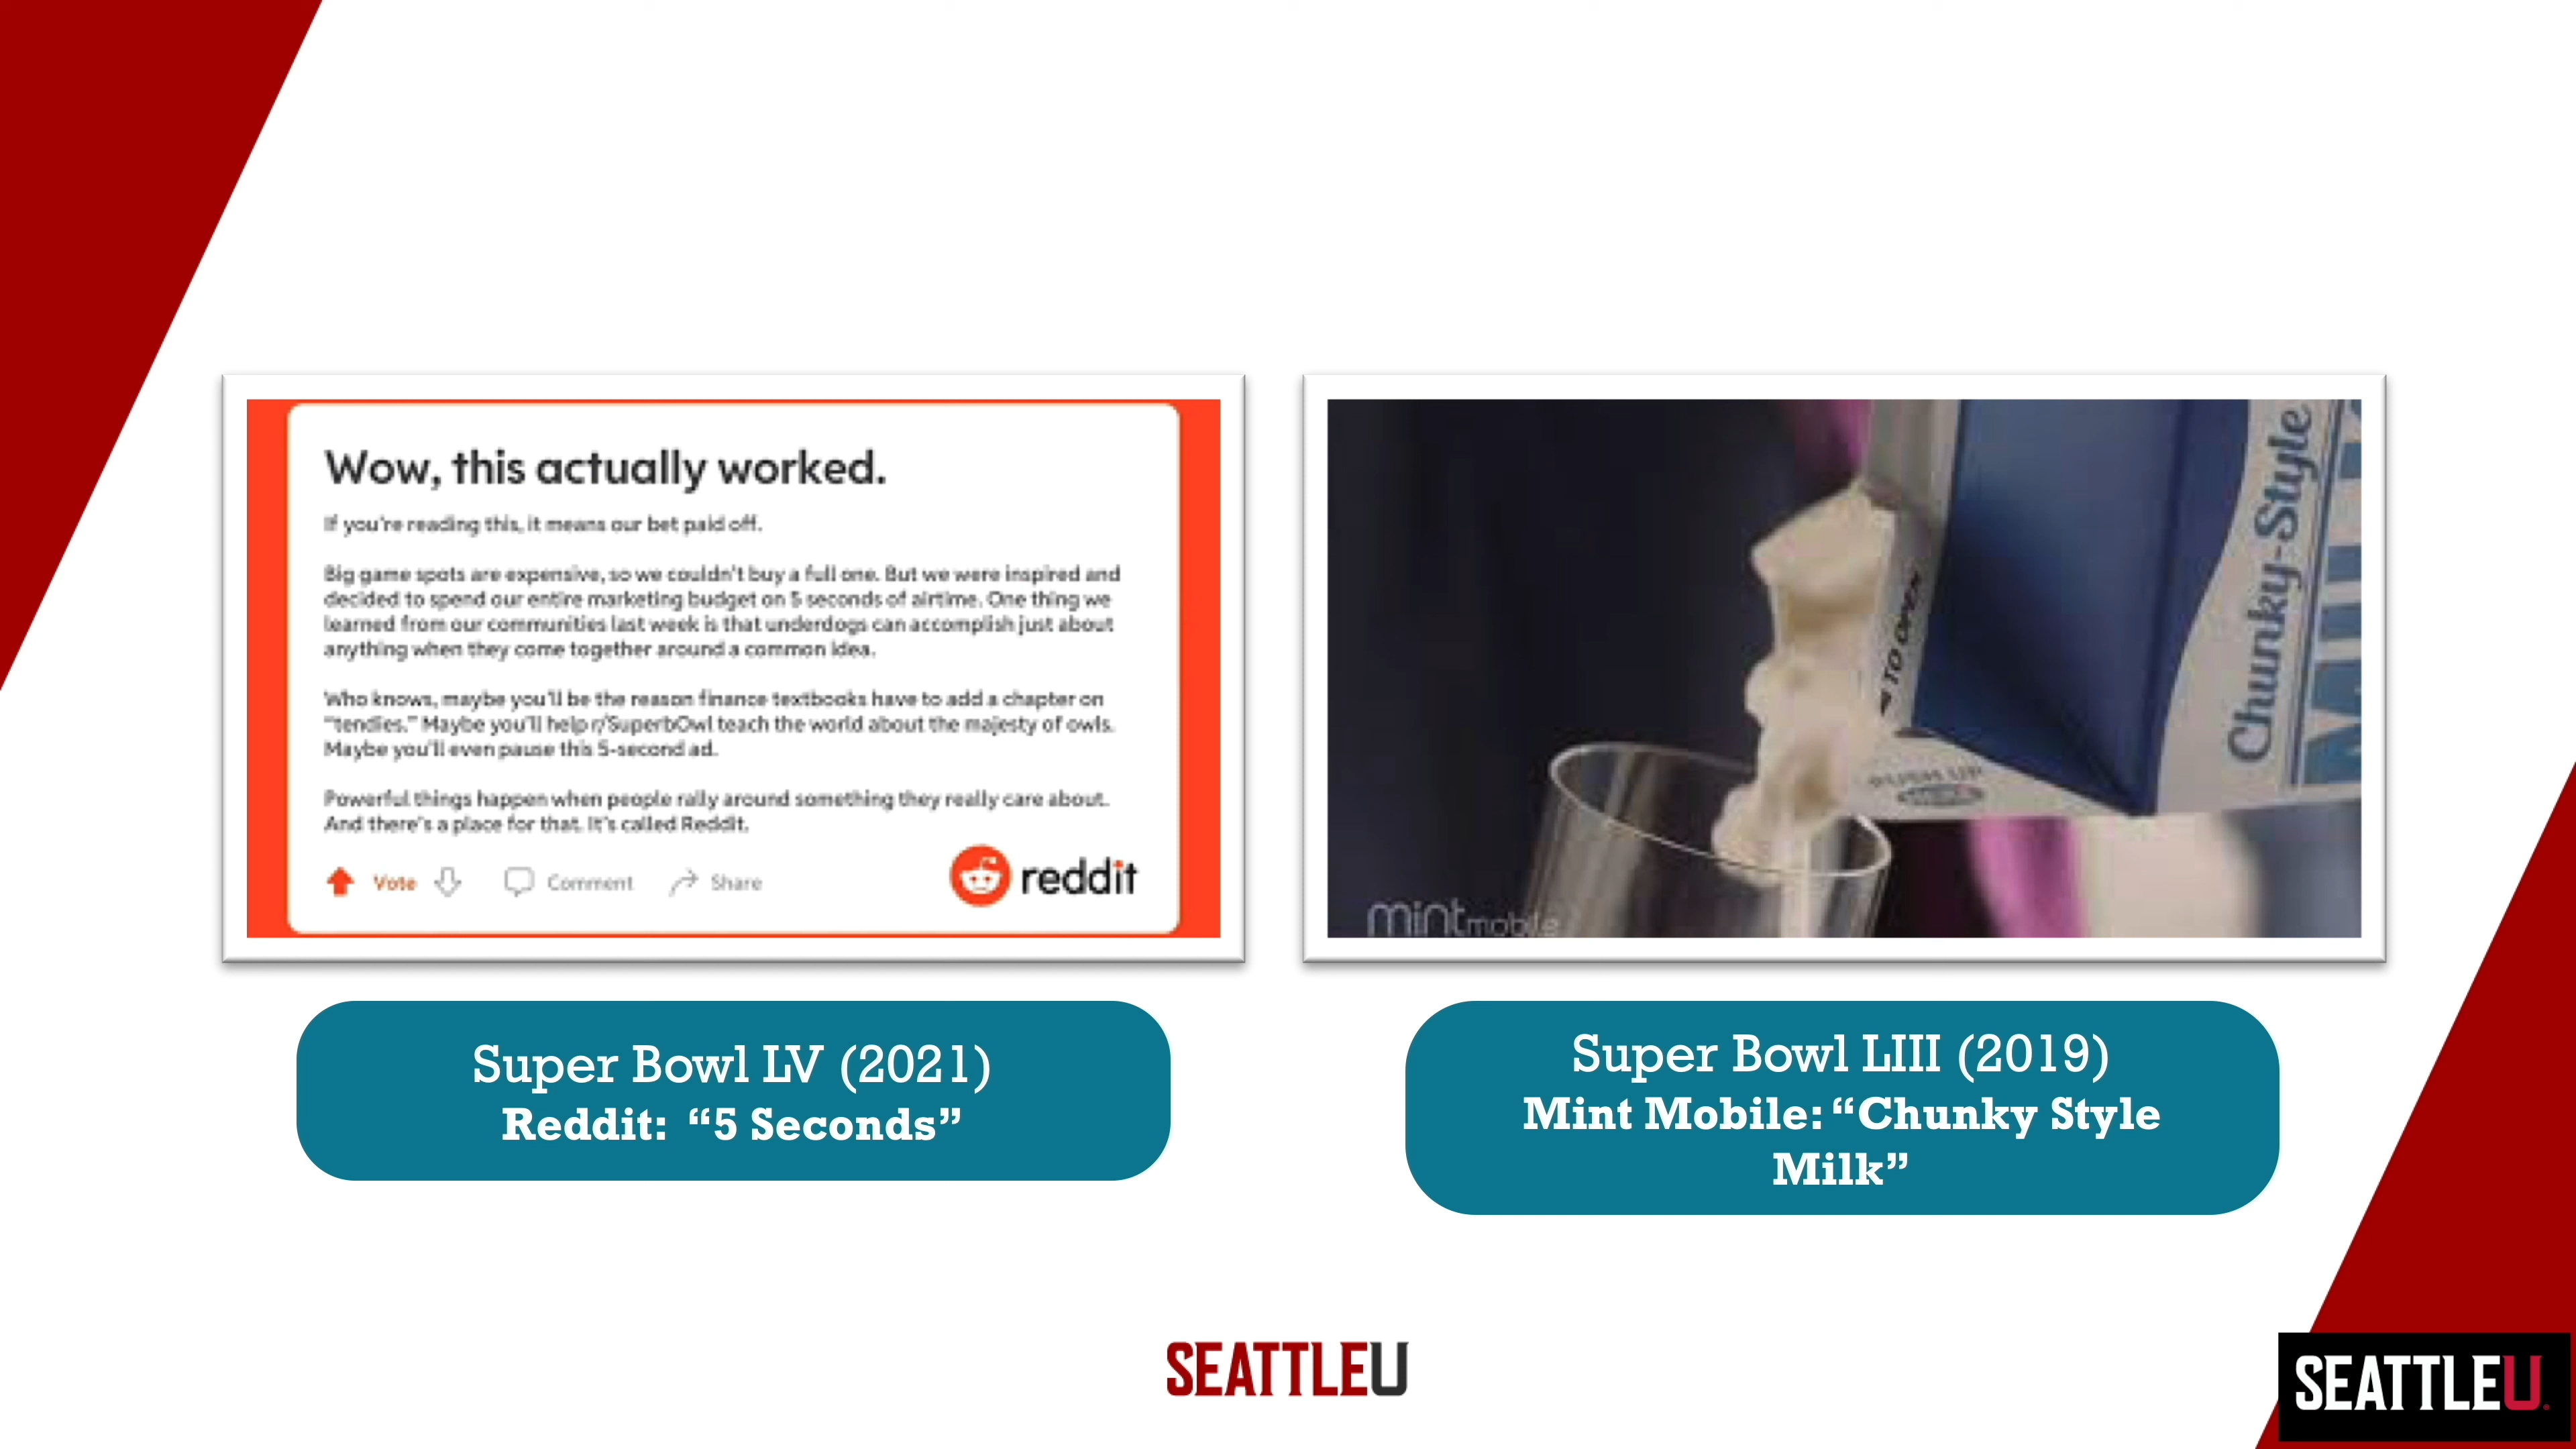 Wow, this actually worked.
If you're reading this, it means our bet paid off.
Big game spots are expensive, so we couldn't buy a full one. But we were inspired and
decided to spend our entire marketing budget on 5 seconds of airtime. One thing we
learned from our communities last week is that underdogs can accomplish just about
anything when they come together around a common idea.
Who knows, maybe you'll be the reason finance textbooks have to add a chapter on
"tendies." Maybe you'll help r/SuperbOwl teach the world about the majesty of owls.
Maybe you'll even pause this 5-second ad.
Powerful things happen when people rally around something they really care about.
And there's a place for that. It's called Reddit.
Vote Comment Share
reddit
TO OPEN
PUSH UP
Chunky-Style
mintmobile
Super Bowl LV (2021)
Reddit: “5 Seconds”
Super Bowl LIII (2019)
Mint Mobile: “Chunky Style
Milk”
SEATTLEU
SEATTLEU